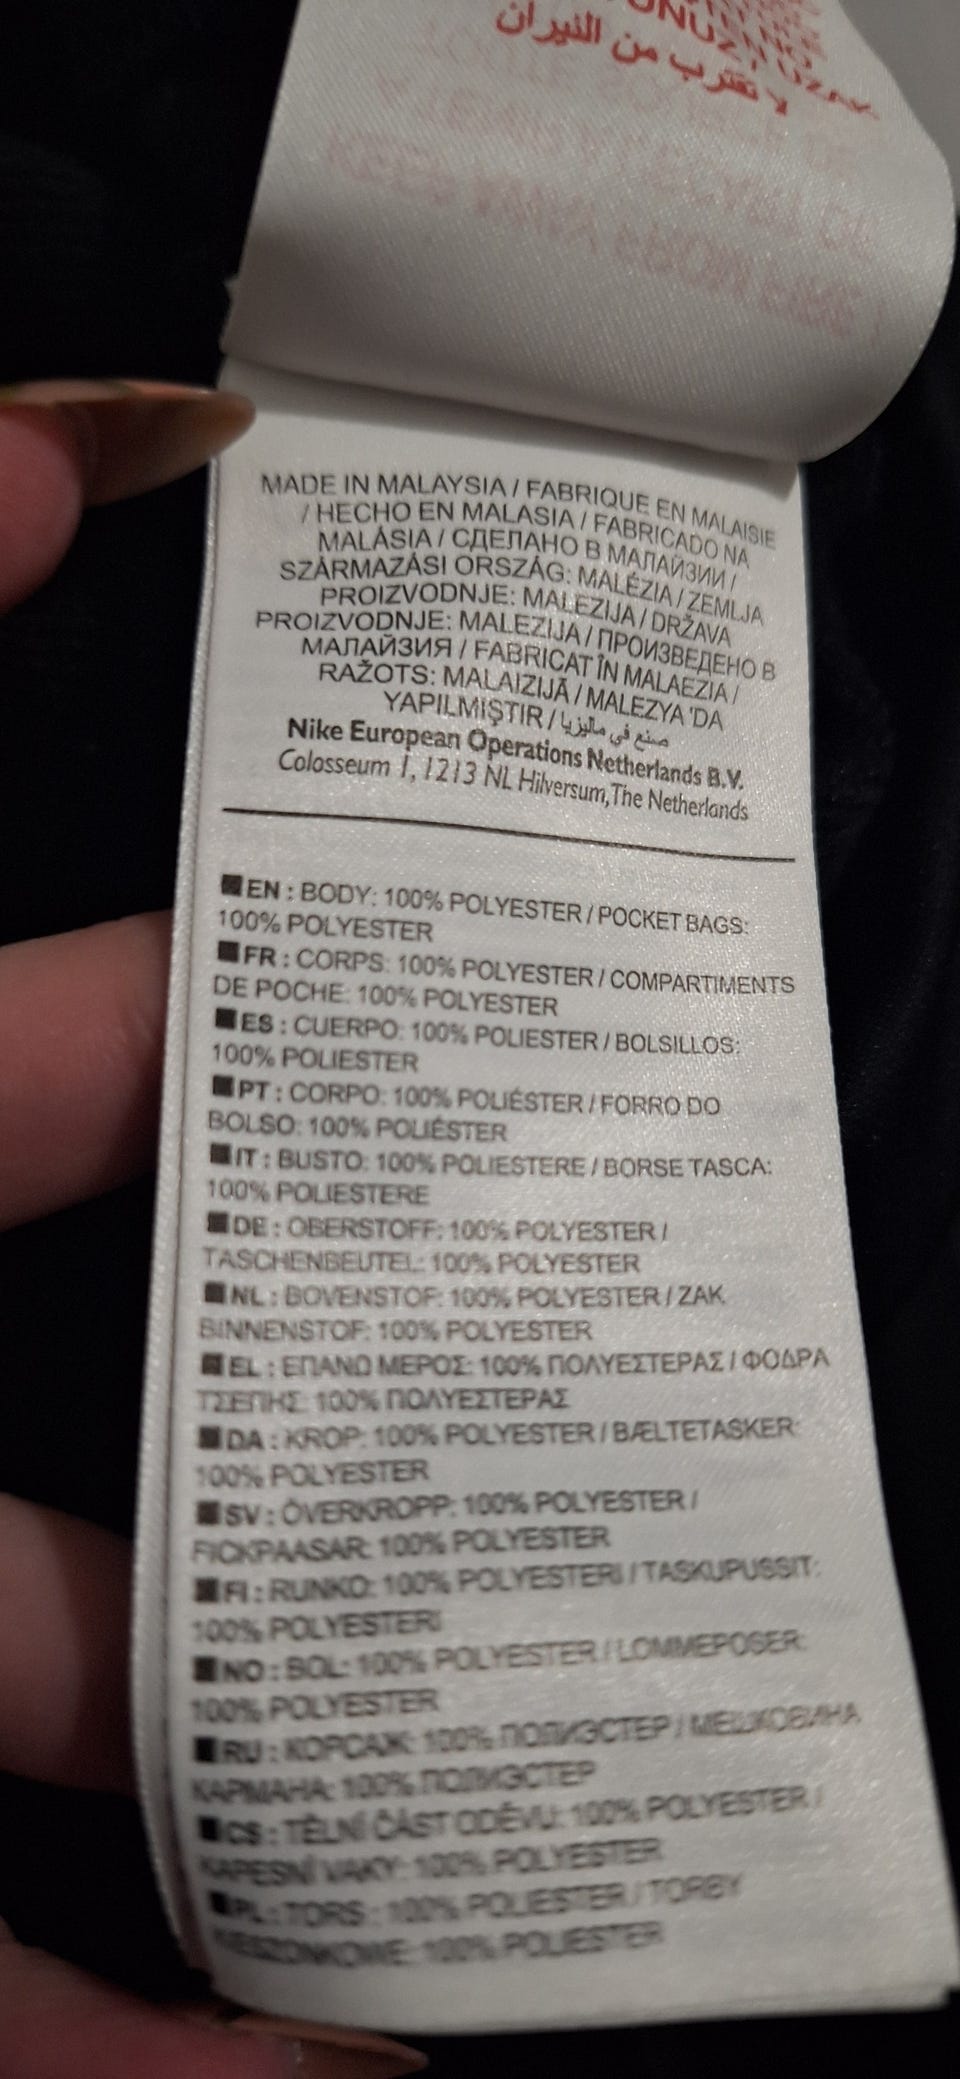 لا تقترب من النيران
KEEP AWAY FROM FIRE
MADE IN MALAYSIA / FABRIQUE EN MALAISIE
/ HECHO EN MALASIA / FABRICADO NA
MALÁSIA / СДЕЛАНО В МАЛАЙЗИИ /
SZÁRMAZÁSI ORSZÁG: MALÉZIA / ZEMLJA
PROIZVODNJE: MALEZIJA / DRŽAVA
PROIZVODNJE: MALEZIJA / ПРОИЗВЕДЕНО В
МАЛАЙЗИЯ / FABRICAT ÎN MALAEZIA /
RAŽOTS: MALAIZIJĀ / MALEZYA 'DA
YAPILMIŞTIR / صنع في ماليزيا
Nike European Operations Netherlands B.V.
Colosseum 1, 1213 NL Hilversum, The Netherlands
EN : BODY: 100% POLYESTER / POCKET BAGS:
100% POLYESTER
FR : CORPS: 100% POLYESTER / COMPARTIMENTS
DE POCHE: 100% POLYESTER
ES : CUERPO: 100% POLIESTER / BOLSILLOS:
100% POLIESTER
PT : CORPO: 100% POLIÉSTER / FORRO DO
BOLSO: 100% POLIÉSTER
IT : BUSTO: 100% POLIESTERE / BORSE TASCA:
100% POLIESTERE
DE : OBERSTOFF: 100% POLYESTER /
TASCHENBEUTEL: 100% POLYESTER
NL : BOVENSTOF: 100% POLYESTER / ZAK
BINNENSTOF: 100% POLYESTER
EL : ΕΠΑΝΩ ΜΕΡΟΣ: 100% ΠΟΛΥΕΣΤΕΡΑΣ / ΦΟΔΡΑ
ΤΣΕΠΗΣ: 100% ΠΟΛΥΕΣΤΕΡΑΣ
DA : KROP: 100% POLYESTER / BÆLTETASKER:
100% POLYESTER
SV : ÖVERKROPP: 100% POLYESTER /
FICKPAASAR: 100% POLYESTER
FI : RUNKO: 100% POLYESTERI / TASKUPUSSIT:
100% POLYESTERI
NO : BOL: 100% POLYESTER / LOMMEPOSER:
100% POLYESTER
RU : КОРСАЖ: 100% ПОЛИЭСТЕР / МЕШКОВИНА
КАРМАНА: 100% ПОЛИЭСТЕР
CS : TĚLNÍ ČÁST ODĚVU: 100% POLYESTER /
KAPESNÍ VAKY: 100% POLYESTER
PL : TORS : 100% POLIESTER / TORBY
KIESZONKOWE: 100% POLIESTER